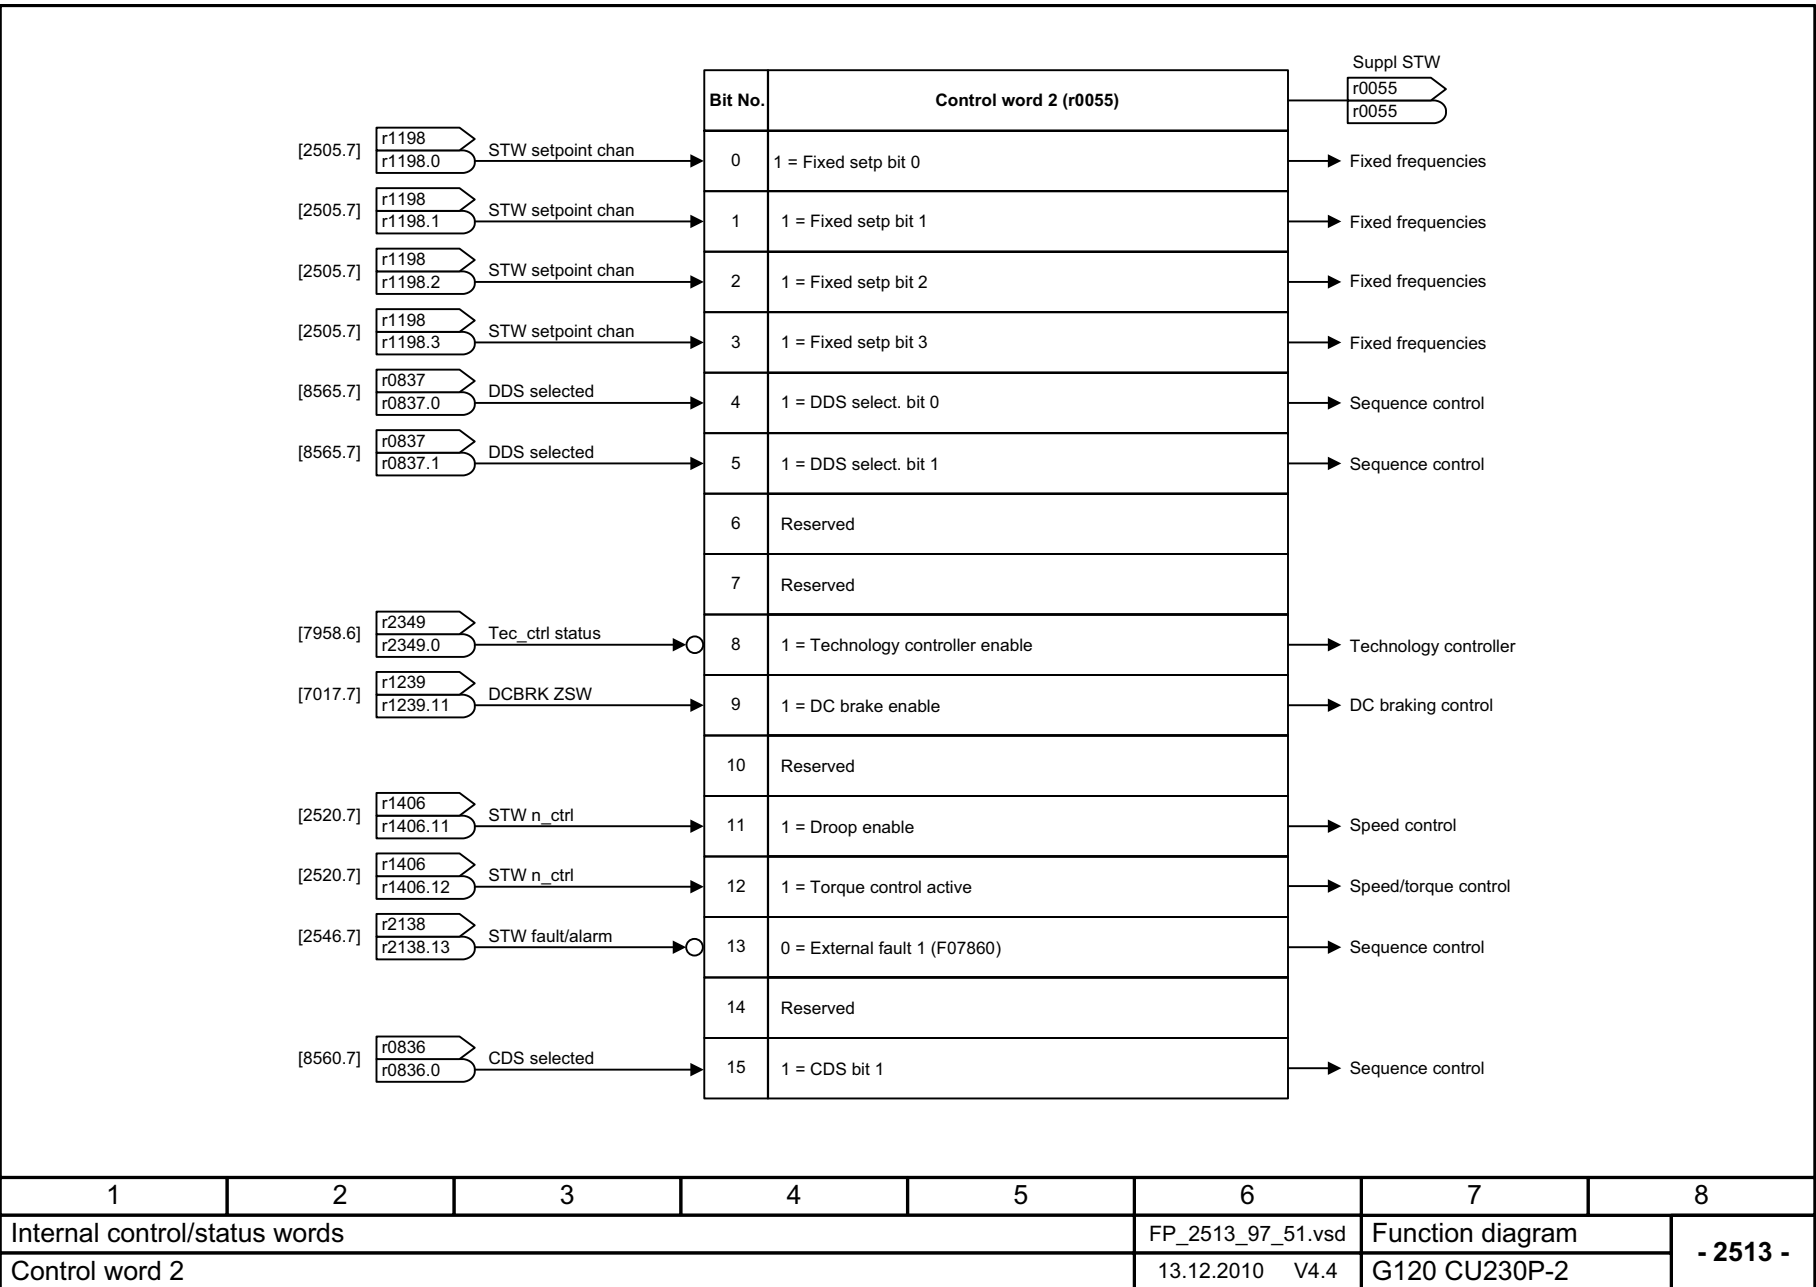 Suppl STW
r0055
r0055
Bit No. Control word 2 (r0055)
[2505.7] r1198 r1198.0 STW setpoint chan 0 1 = Fixed setp bit 0 Fixed frequencies
[2505.7] r1198 r1198.1 STW setpoint chan 1 1 = Fixed setp bit 1 Fixed frequencies
[2505.7] r1198 r1198.2 STW setpoint chan 2 1 = Fixed setp bit 2 Fixed frequencies
[2505.7] r1198 r1198.3 STW setpoint chan 3 1 = Fixed setp bit 3 Fixed frequencies
[8565.7] r0837 r0837.0 DDS selected 4 1 = DDS select. bit 0 Sequence control
[8565.7] r0837 r0837.1 DDS selected 5 1 = DDS select. bit 1 Sequence control
6 Reserved
7 Reserved
[7958.6] r2349 r2349.0 Tec_ctrl status 8 1 = Technology controller enable Technology controller
[7017.7] r1239 r1239.11 DCBRK ZSW 9 1 = DC brake enable DC braking control
10 Reserved
[2520.7] r1406 r1406.11 STW n_ctrl 11 1 = Droop enable Speed control
[2520.7] r1406 r1406.12 STW n_ctrl 12 1 = Torque control active Speed/torque control
[2546.7] r2138 r2138.13 STW fault/alarm 13 0 = External fault 1 (F07860) Sequence control
14 Reserved
[8560.7] r0836 r0836.0 CDS selected 15 1 = CDS bit 1 Sequence control
1 2 3 4 5 6 7 8
Internal control/status words FP_2513_97_51.vsd Function diagram - 2513 -
Control word 2 13.12.2010 V4.4 G120 CU230P-2